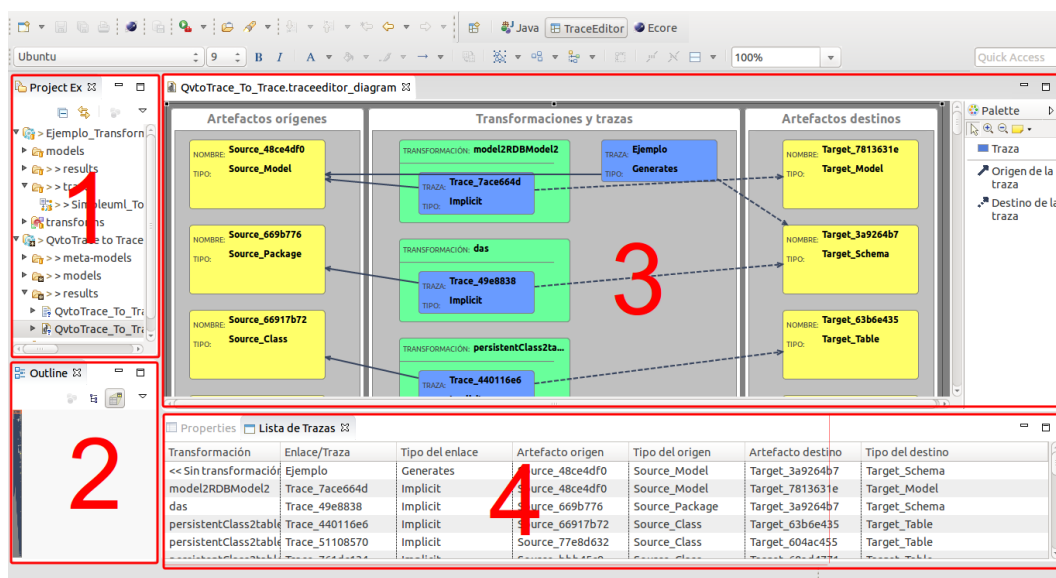 Java TraceEditor Ecore
Ubuntu 9 B I A 100% Quick Access
Project Ex
> Ejemplo_Transforn
models
> > results
> > Simpleuml_To
transforms
> QvtoTrace to Trace
> > meta-models
> > models
> > results
QvtoTrace_To_Tra
QvtoTrace_To_Tra
1
Outline
2
QvtoTrace_To_Trace.traceeditor_diagram
Artefactos orígenes
NOMBRE: Source_48ce4df0
TIPO: Source_Model
NOMBRE: Source_669b776
TIPO: Source_Package
NOMBRE: Source_66917b72
TIPO: Source_Class
Transformaciones y trazas
TRANSFORMACIÓN: model2RDBModel2
TRAZA: Trace_7ace664d
TIPO: Implicit
TRAZA: Ejemplo
TIPO: Generates
TRANSFORMACIÓN: das
TRAZA: Trace_49e8838
TIPO: Implicit
TRANSFORMACIÓN: persistentClass2ta...
TRAZA: Trace_440116e6
Artefactos destinos
NOMBRE: Target_7813631e
TIPO: Target_Model
NOMBRE: Target_3a9264b7
TIPO: Target_Schema
NOMBRE: Target_63b6e435
TIPO: Target_Table
3
Palette
Traza
Origen de la
traza
Destino de la
traza
Properties Lista de Trazas
Transformación Enlace/Traza Tipo del enlace Artefacto origen Tipo del origen Artefacto destino Tipo del destino
<< Sin transformación Ejemplo Generates Source_48ce4df0 Source_Model Target_3a9264b7 Target_Schema
model2RDBModel2 Trace_7ace664d Implicit Source_48ce4df0 Source_Model Target_7813631e Target_Model
das Trace_49e8838 Implicit Source_669b776 Source_Package Target_3a9264b7 Target_Schema
persistentClass2table Trace_440116e6 Implicit Source_66917b72 Source_Class Target_63b6e435 Target_Table
persistentClass2table Trace_51108570 Implicit Source_77e8d632 Source_Class Target_604ac455 Target_Table
4